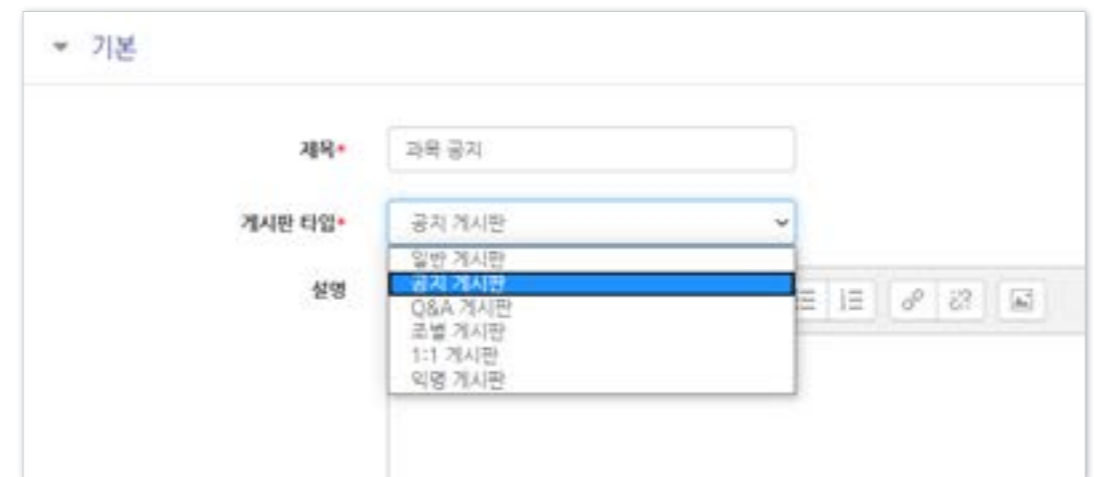 기본
제목*
과목 공지
게시판 타입*
공지 게시판
일반 게시판
공지 게시판
Q&A 게시판
조별 게시판
1:1 게시판
익명 게시판
설명